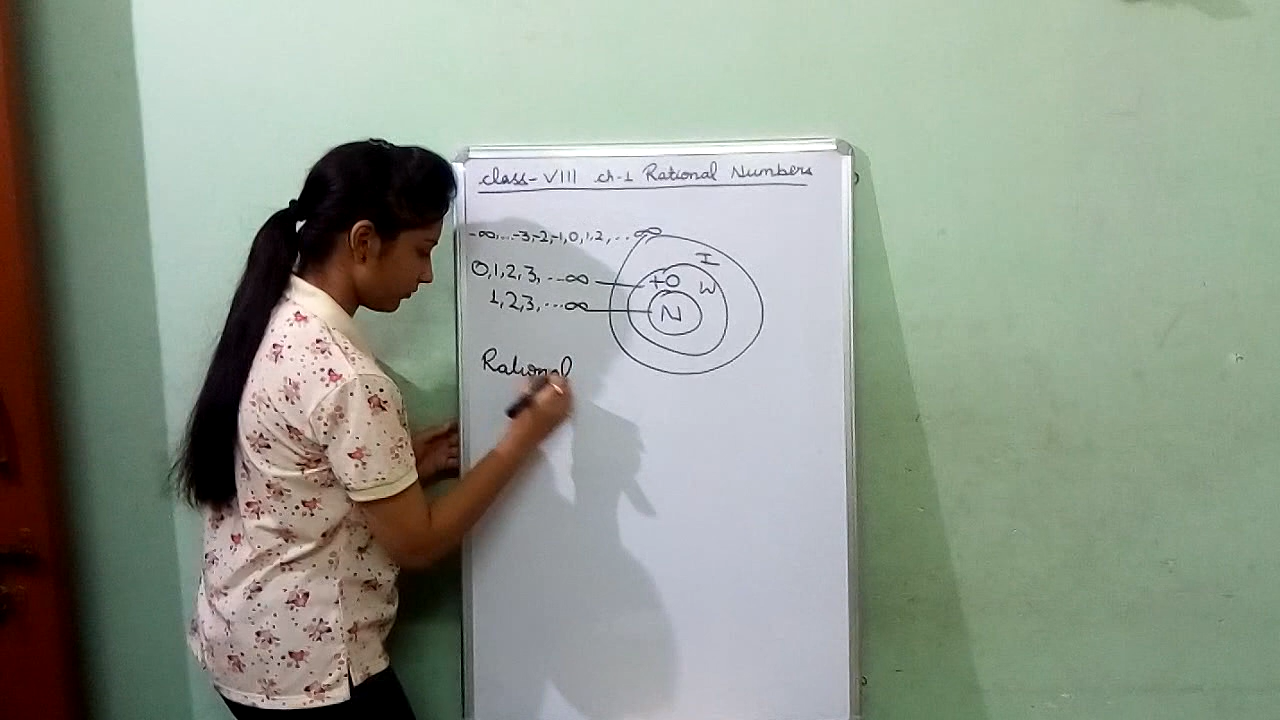 class-VIII ch-1 Rational Numbers
-∞,...-3,-2,-1,0,1,2,...∞
I
0,1,2,3,...∞
+0
W
1,2,3,...∞
N
Rational